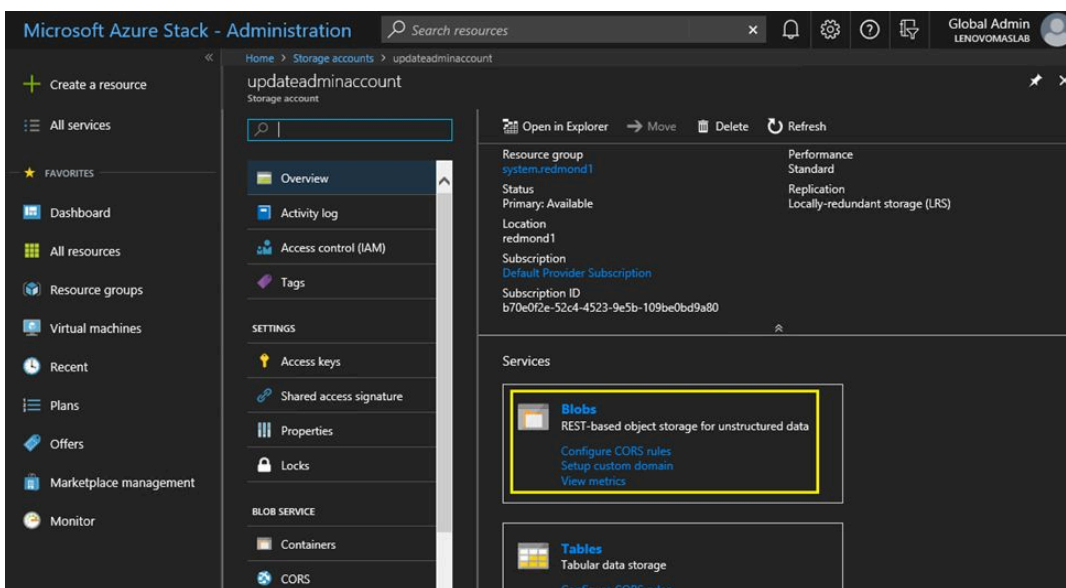 Microsoft Azure Stack - Administration
Search resources
Global Admin
LENOVOMASLAB
Home > Storage accounts > updateadminaccount
updateadminaccount
Storage account
Create a resource
All services
FAVORITES
Dashboard
All resources
Resource groups
Virtual machines
Recent
Plans
Offers
Marketplace management
Monitor
Overview
Activity log
Access control (IAM)
Tags
SETTINGS
Access keys
Shared access signature
Properties
Locks
BLOB SERVICE
Containers
CORS
Open in Explorer
Move
Delete
Refresh
Resource group
system.redmond1
Status
Primary: Available
Location
redmond1
Subscription
Default Provider Subscription
Subscription ID
b70e0f2e-52c4-4523-9e5b-109be0bd9a80
Performance
Standard
Replication
Locally-redundant storage (LRS)
Services
Blobs
REST-based object storage for unstructured data
Configure CORS rules
Setup custom domain
View metrics
Tables
Tabular data storage
Configure CORS rules